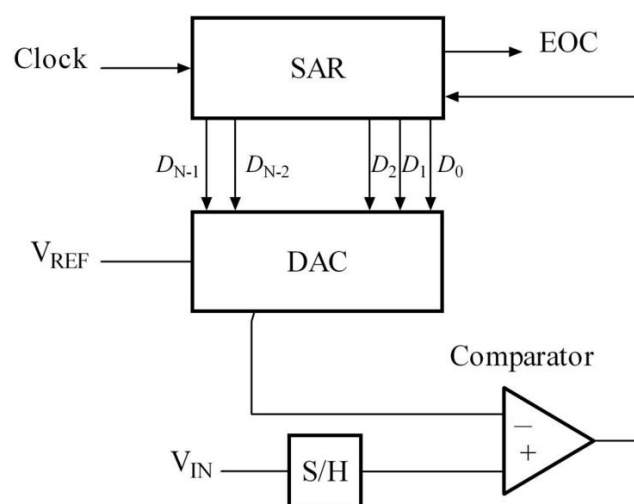 Clock
SAR
EOC
D_N-1 D_N-2 D_2 D_1 D_0
V_REF
DAC
Comparator
−
+
V_IN
S/H